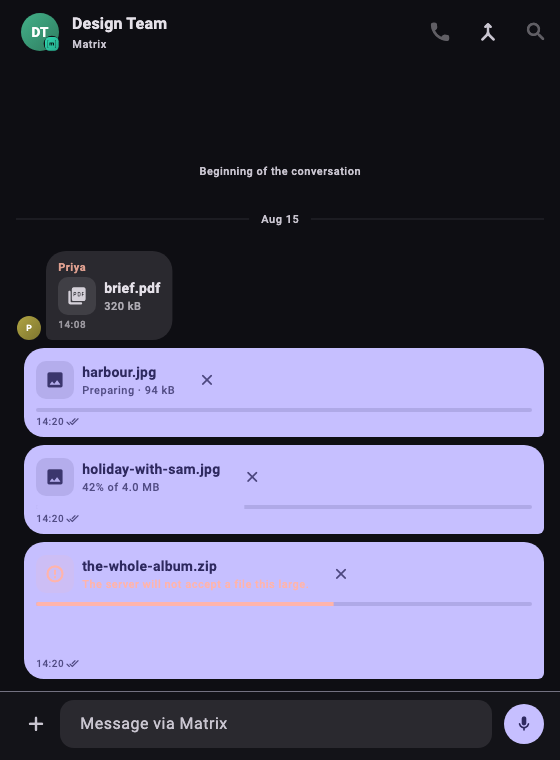 DT
Design Team
Matrix
Beginning of the conversation
Aug 15
Priya
PDF
brief.pdf
320 kB
P
14:08
harbour.jpg
Preparing · 94 kB
14:20
holiday-with-sam.jpg
42% of 4.0 MB
14:20
the-whole-album.zip
The server will not accept a file this large
14:20
Message via Matrix